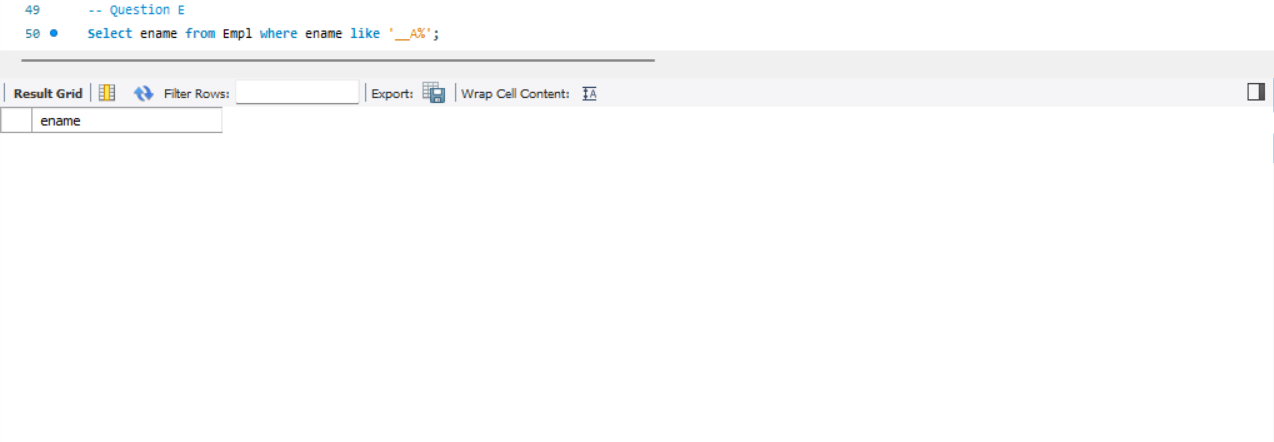 49 -- Question E
50 Select ename from Empl where ename like '__A%';
Result Grid Filter Rows: Export: Wrap Cell Content: IA
ename